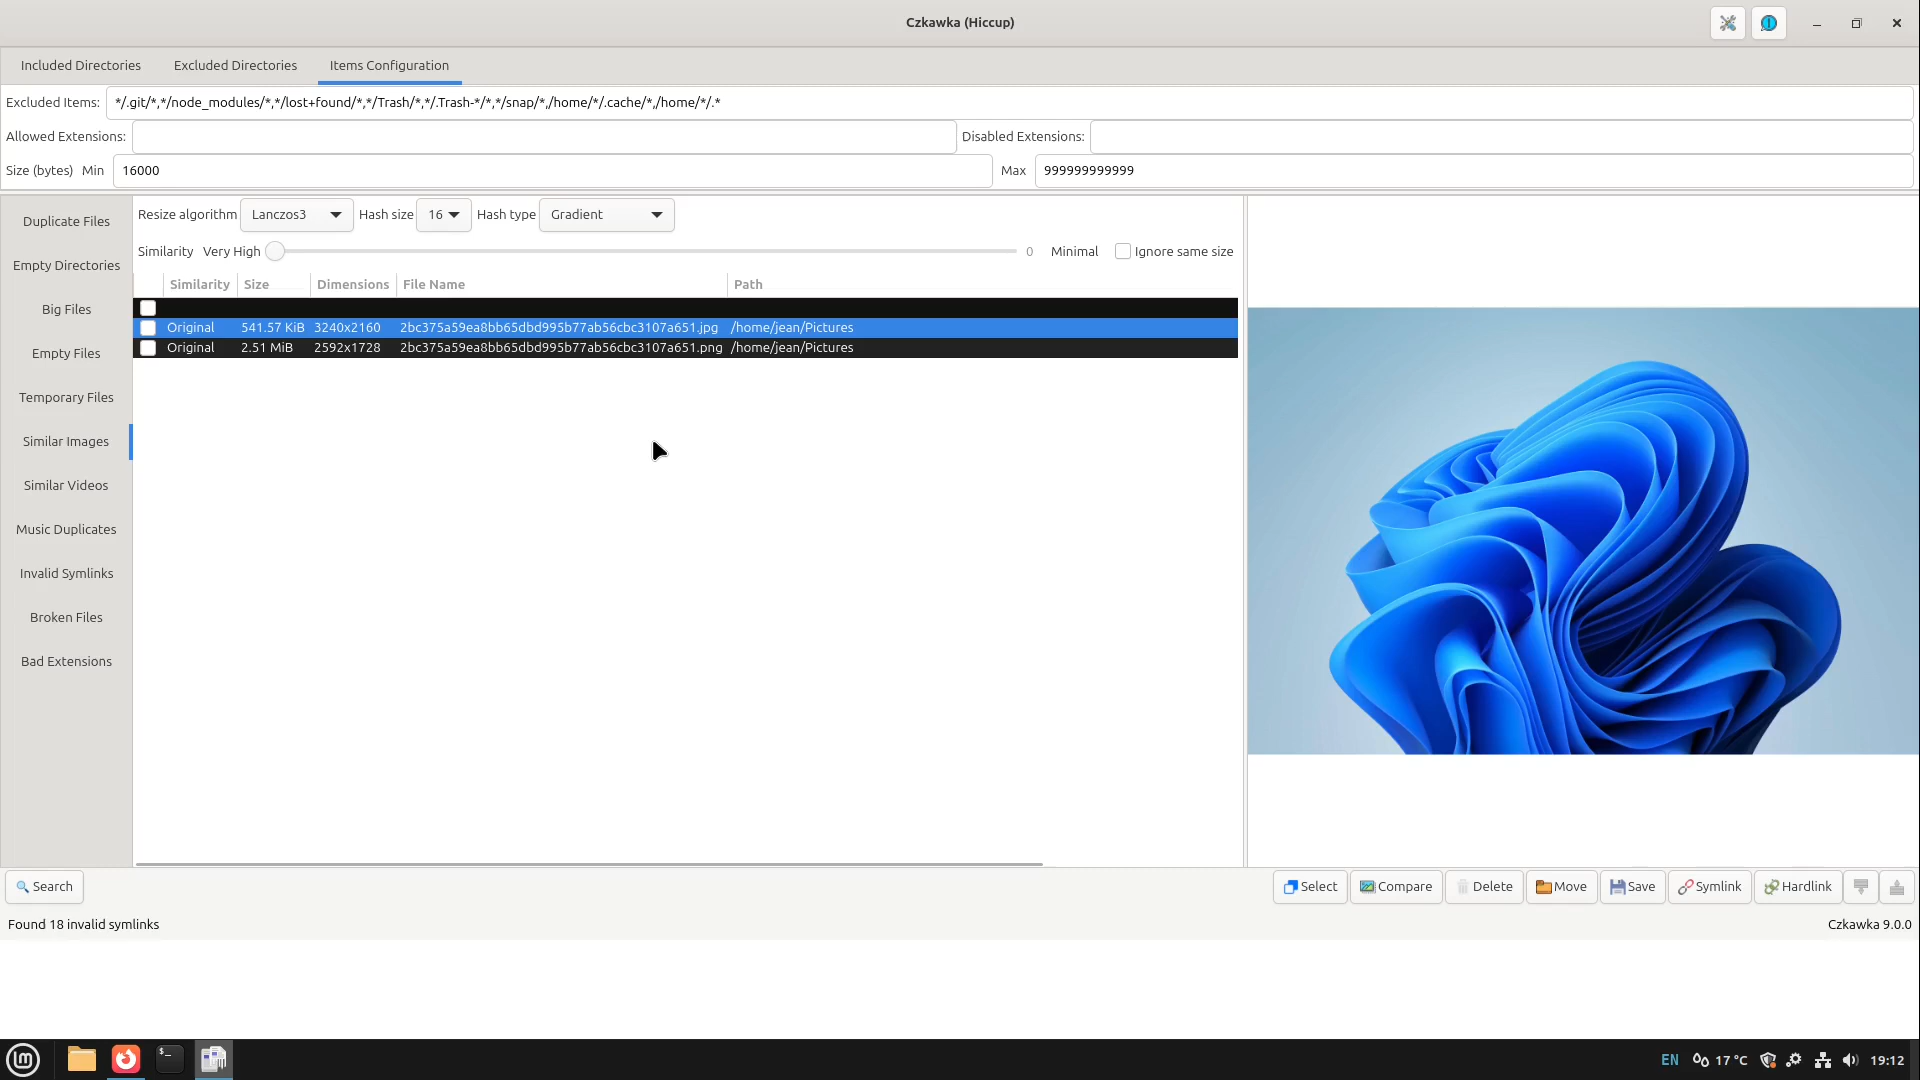 Czkawka (Hiccup)
Included Directories Excluded Directories Items Configuration
Excluded Items: */.git/*,*/node_modules/*,*/lost+found/*,*/Trash/*,*/.Trash-*/*,*/snap/*,/home/*/.cache/*,/home/*/.*
Allowed Extensions: Disabled Extensions:
Size (bytes) Min 16000 Max 999999999999
Duplicate Files
Empty Directories
Big Files
Empty Files
Temporary Files
Similar Images
Similar Videos
Music Duplicates
Invalid Symlinks
Broken Files
Bad Extensions
Resize algorithm Lanczos3 Hash size 16 Hash type Gradient
Similarity Very High 0 Minimal Ignore same size
Similarity Size Dimensions File Name Path
Original 541.57 KiB 3240x2160 2bc375a59ea8bb65dbd995b77ab56cbc3107a651.jpg /home/jean/Pictures
Original 2.51 MiB 2592x1728 2bc375a59ea8bb65dbd995b77ab56cbc3107a651.png /home/jean/Pictures
Search Select Compare Delete Move Save Symlink Hardlink
Found 18 invalid symlinks Czkawka 9.0.0
EN 17 °C 19:12